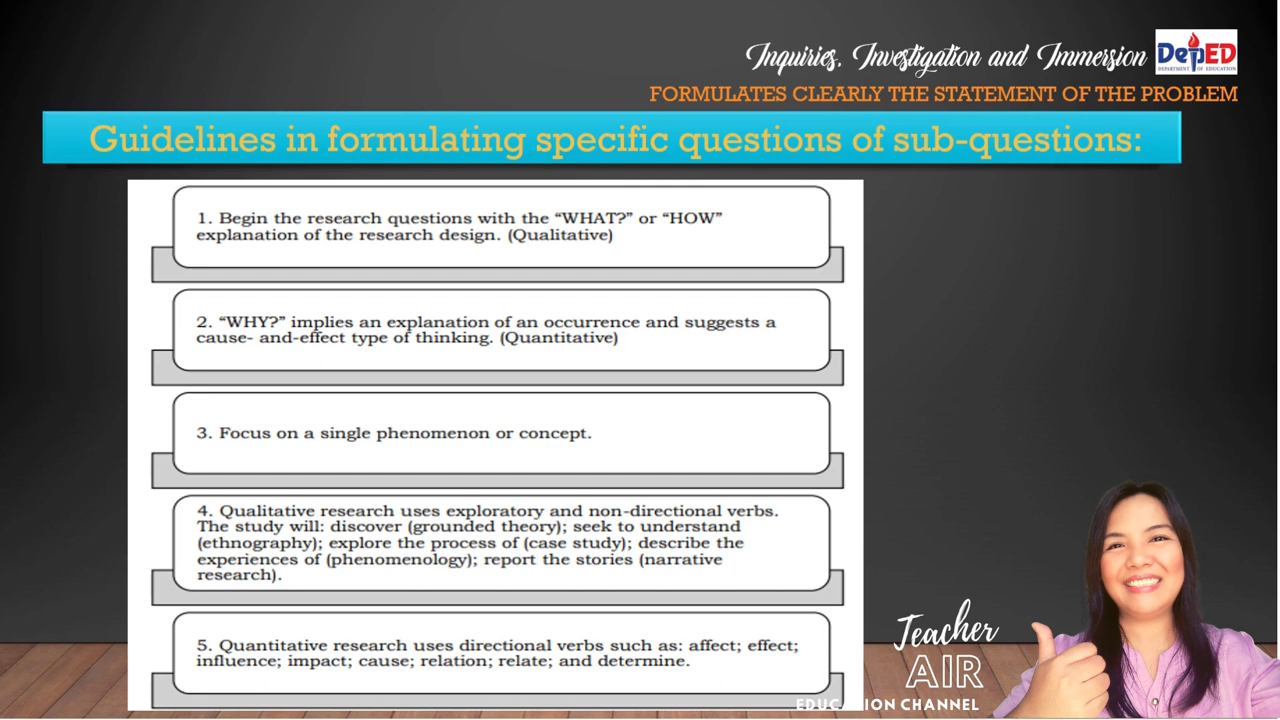 Inquiries, Investigation and Immersion
DepED
DEPARTMENT OF EDUCATION
FORMULATES CLEARLY THE STATEMENT OF THE PROBLEM
Guidelines in formulating specific questions of sub-questions:
1. Begin the research questions with the “WHAT?” or “HOW”
explanation of the research design. (Qualitative)
2. “WHY?” implies an explanation of an occurrence and suggests a
cause- and-effect type of thinking. (Quantitative)
3. Focus on a single phenomenon or concept.
4. Qualitative research uses exploratory and non-directional verbs.
The study will: discover (grounded theory); seek to understand
(ethnography); explore the process of (case study); describe the
experiences of (phenomenology); report the stories (narrative
research).
5. Quantitative research uses directional verbs such as: affect; effect;
influence; impact; cause; relation; relate; and determine.
Teacher
AIR
EDUCATION CHANNEL